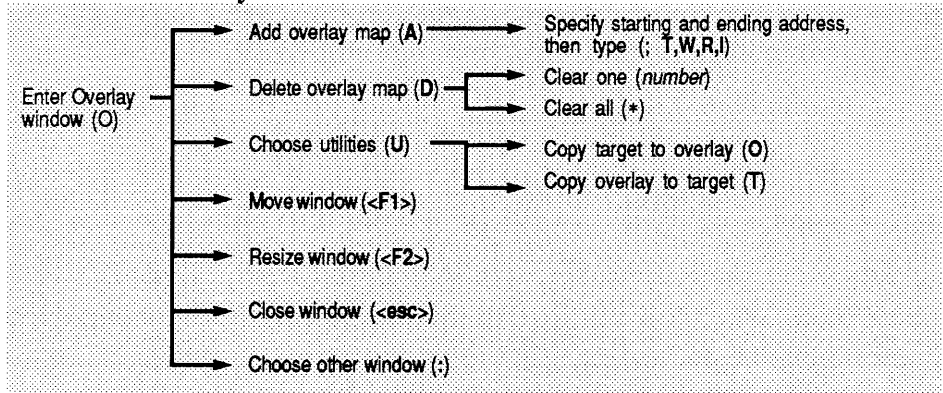 Add overlay map (A)
Specify starting and ending address,
then type (; T,W,R,I)
Enter Overlay
window (O)
Delete overlay map (D)
Clear one (number)
Clear all (*)
Choose utilities (U)
Copy target to overlay (O)
Copy overlay to target (T)
Move window (<F1>)
Resize window (<F2>)
Close window (<esc>)
Choose other window (:)